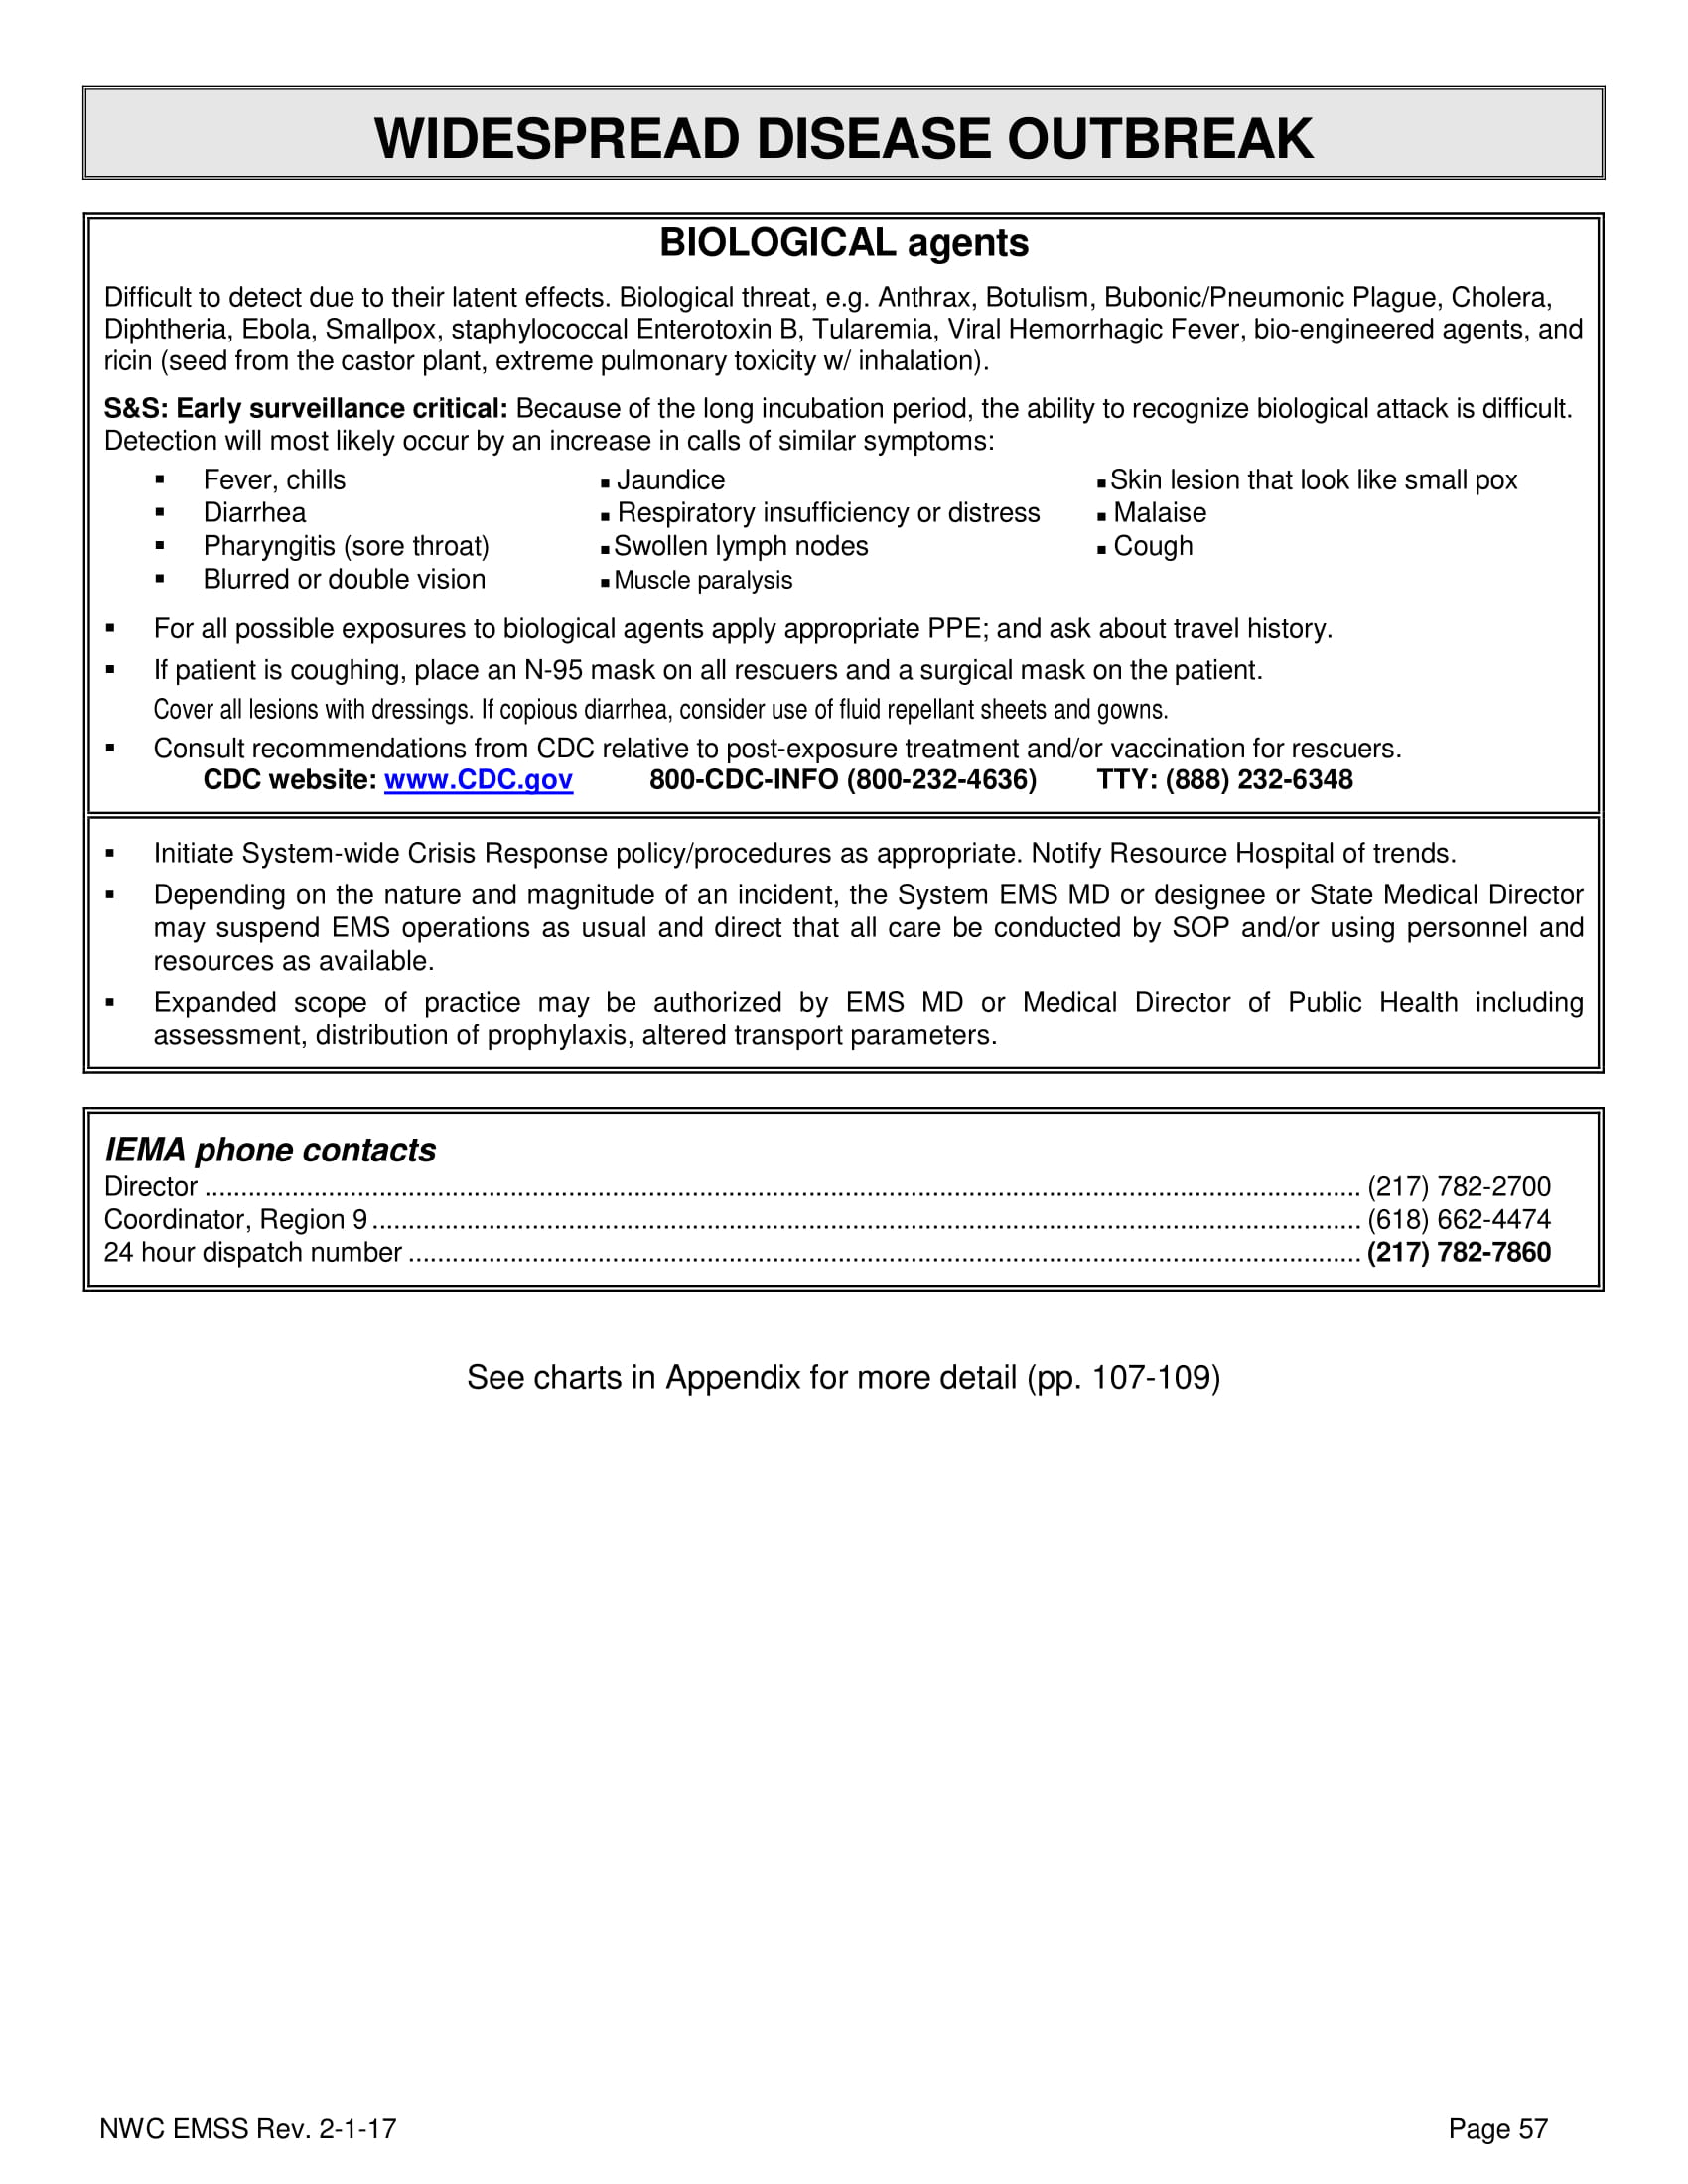 WIDESPREAD DISEASE OUTBREAK
BIOLOGICAL agents
Difficult to detect due to their latent effects. Biological threat, e.g. Anthrax, Botulism, Bubonic/Pneumonic Plague, Cholera,
Diphtheria, Ebola, Smallpox, staphylococcal Enterotoxin B, Tularemia, Viral Hemorrhagic Fever, bio-engineered agents, and
ricin (seed from the castor plant, extreme pulmonary toxicity w/ inhalation).
S&S: Early surveillance critical: Because of the long incubation period, the ability to recognize biological attack is difficult.
Detection will most likely occur by an increase in calls of similar symptoms:
▪ Fever, chills ▪ Jaundice ▪ Skin lesion that look like small pox
▪ Diarrhea ▪ Respiratory insufficiency or distress ▪ Malaise
▪ Pharyngitis (sore throat) ▪ Swollen lymph nodes ▪ Cough
▪ Blurred or double vision ▪ Muscle paralysis
▪ For all possible exposures to biological agents apply appropriate PPE; and ask about travel history.
▪ If patient is coughing, place an N-95 mask on all rescuers and a surgical mask on the patient.
Cover all lesions with dressings. If copious diarrhea, consider use of fluid repellant sheets and gowns.
▪ Consult recommendations from CDC relative to post-exposure treatment and/or vaccination for rescuers.
CDC website: www.CDC.gov 800-CDC-INFO (800-232-4636) TTY: (888) 232-6348
▪ Initiate System-wide Crisis Response policy/procedures as appropriate. Notify Resource Hospital of trends.
▪ Depending on the nature and magnitude of an incident, the System EMS MD or designee or State Medical Director
may suspend EMS operations as usual and direct that all care be conducted by SOP and/or using personnel and
resources as available.
▪ Expanded scope of practice may be authorized by EMS MD or Medical Director of Public Health including
assessment, distribution of prophylaxis, altered transport parameters.
IEMA phone contacts
Director ........ (217) 782-2700
Coordinator, Region 9 ........ (618) 662-4474
24 hour dispatch number ........ (217) 782-7860
See charts in Appendix for more detail (pp. 107-109)
NWC EMSS Rev. 2-1-17 Page 57